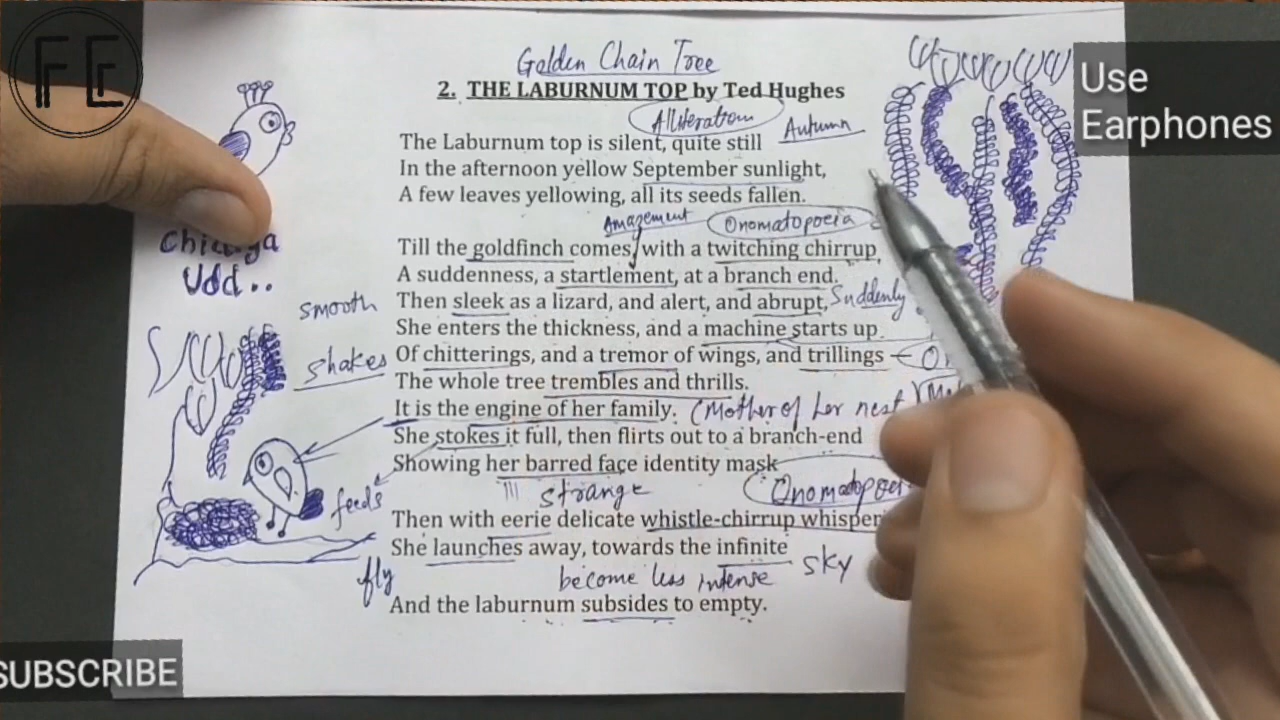 FE
Use
Earphones
Golden Chain Tree
2. THE LABURNUM TOP by Ted Hughes
Alliteration
Autumn
The Laburnum top is silent, quite still
In the afternoon yellow September sunlight,
A few leaves yellowing, all its seeds fallen.
Amazement Onomatopoeia
Till the goldfinch comes, with a twitching chirrup,
A suddenness, a startlement, at a branch end.
Udd..
smooth
Then sleek as a lizard, and alert, and abrupt, Suddenly
She enters the thickness, and a machine starts up.
shakes
Of chitterings, and a tremor of wings, and trillings –
The whole tree trembles and thrills.
It is the engine of her family. (Mother of her nest)
She stokes it full, then flirts out to a branch-end
Showing her barred face identity mask
feeds
strange
Then with eerie delicate whistle-chirrup
She launches away, towards the infinite
fly
become less intense
sky
And the laburnum subsides to empty.
SUBSCRIBE